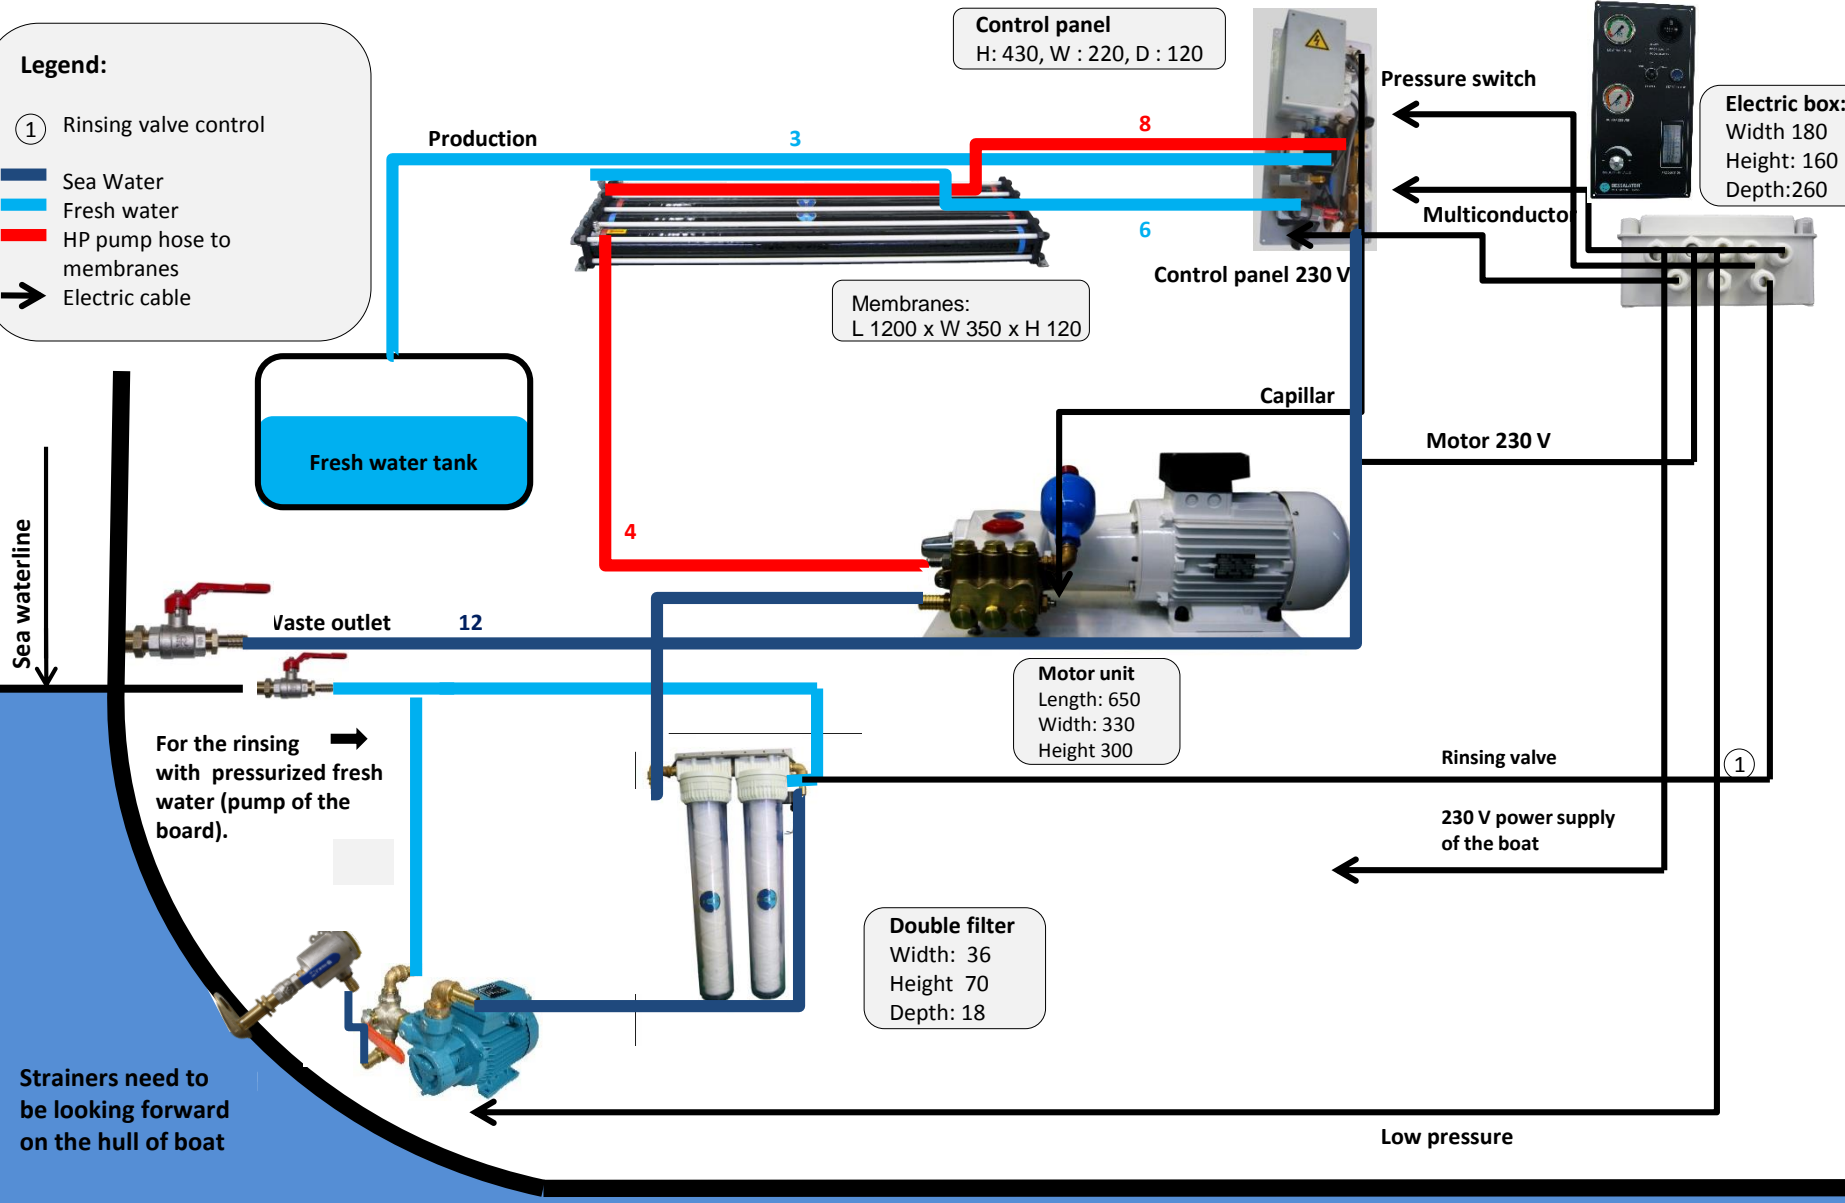 Legend:
1 Rinsing valve control
Sea Water
Fresh water
HP pump hose to
membranes
Electric cable
Control panel
H: 430, W : 220, D : 120
Pressure switch
Electric box:
Width 180
Height: 160
Depth:260
Production
3
8
6
Multiconductor
Control panel 230 V
Membranes:
L 1200 x W 350 x H 120
Capillar
Motor 230 V
Fresh water tank
4
Sea waterline
Waste outlet
12
Motor unit
Length: 650
Width: 330
Height 300
For the rinsing
with pressurized fresh
water (pump of the
board).
Rinsing valve
1
230 V power supply
of the boat
Double filter
Width: 36
Height 70
Depth: 18
Strainers need to
be looking forward
on the hull of boat
Low pressure